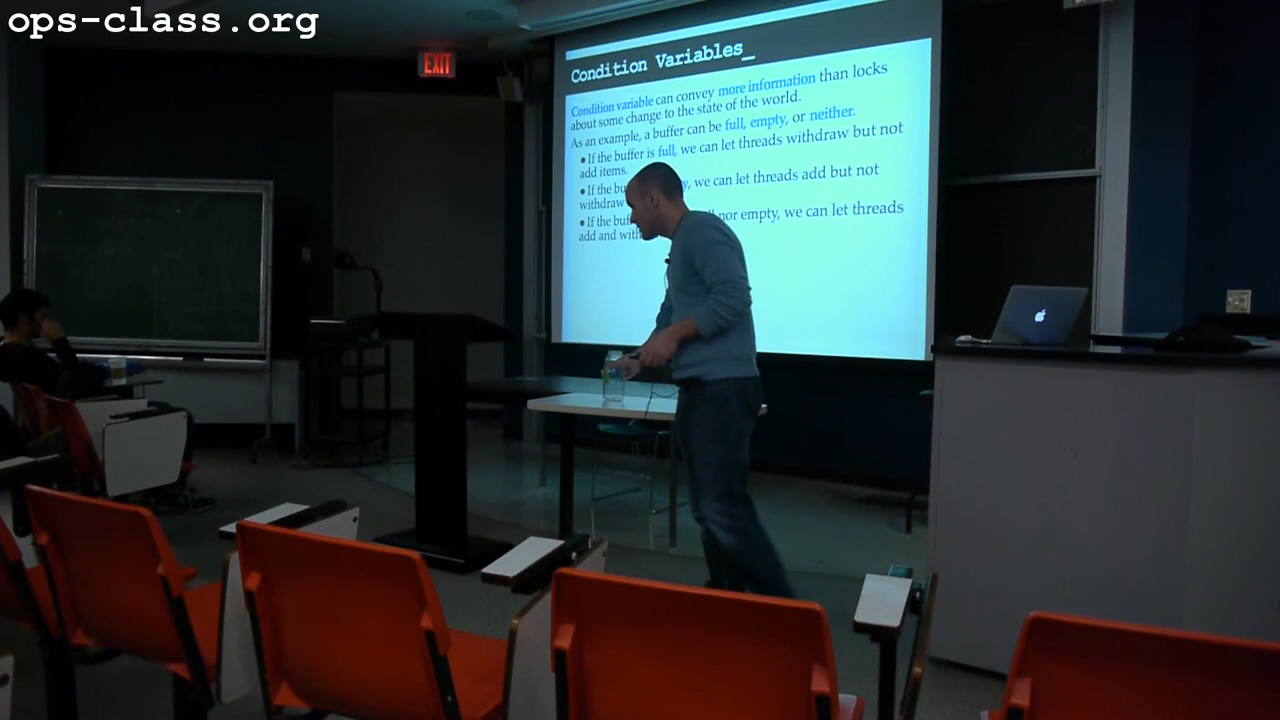 ops-class.org
EXIT
Condition Variables_
Condition variable can convey more information than locks
about some change to the state of the world.
As an example, a buffer can be full, empty, or neither.
• If the buffer is full, we can let threads withdraw but not
add items.
• If the we can let threads add but not
withdraw
• If the nor empty, we can let threads
add and